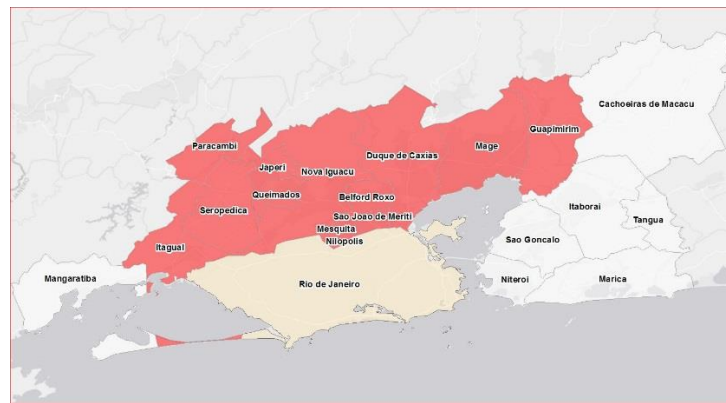 Cachoeiras de Macacu
Guapimirim
Paracambi
Mage
Duque de Caxias
Japeri
Nova Iguacu
Queimados
Belford Roxo
Itaborai
Seropedica
Sao Joao de Meriti
Tangua
Mesquita
Sao Goncalo
Nilopolis
Itagual
Mangaratiba
Niteroi
Marica
Rio de Janeiro